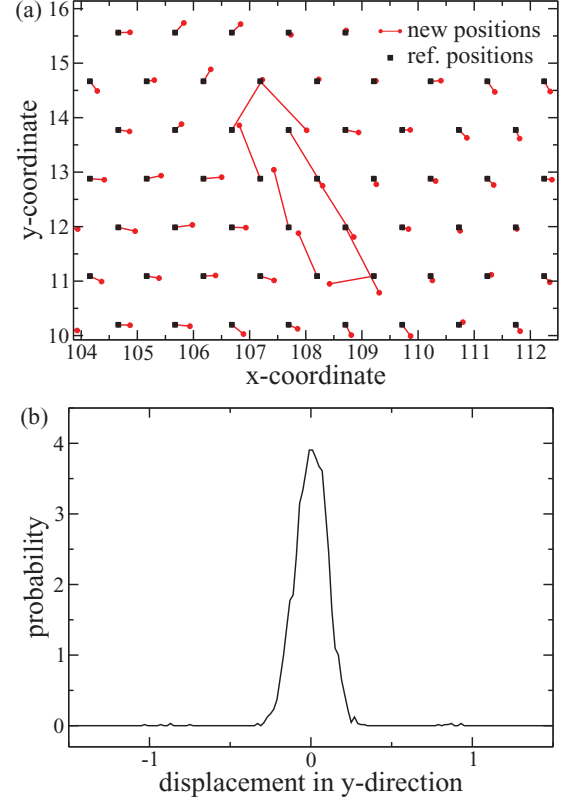 (a)
new positions
ref. positions
16
15
14
13
12
11
10
y-coordinate
104 105 106 107 108 109 110 111 112
x-coordinate
(b)
4
3
2
1
0
probability
-1 0 1
displacement in y-direction